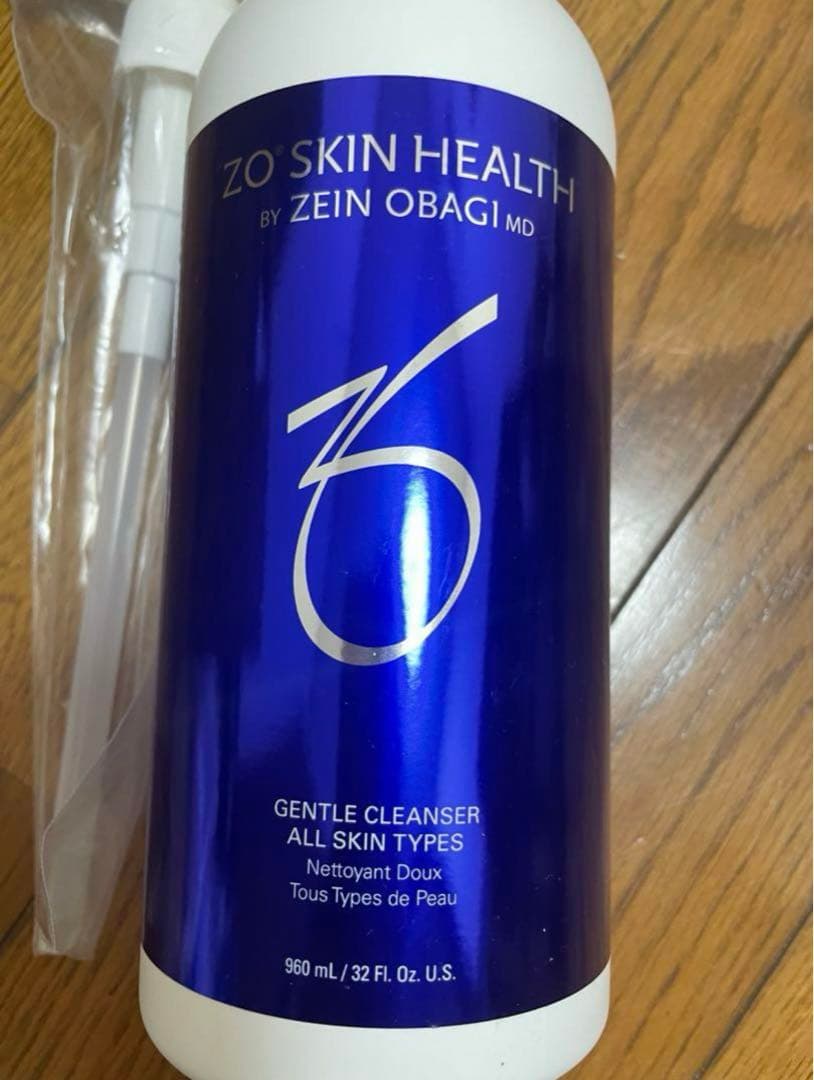 ZO® SKIN HEALTH
BY ZEIN OBAGI MD
GENTLE CLEANSER
ALL SKIN TYPES
Nettoyant Doux
Tous Types de Peau
960 mL / 32 Fl. Oz. U.S.